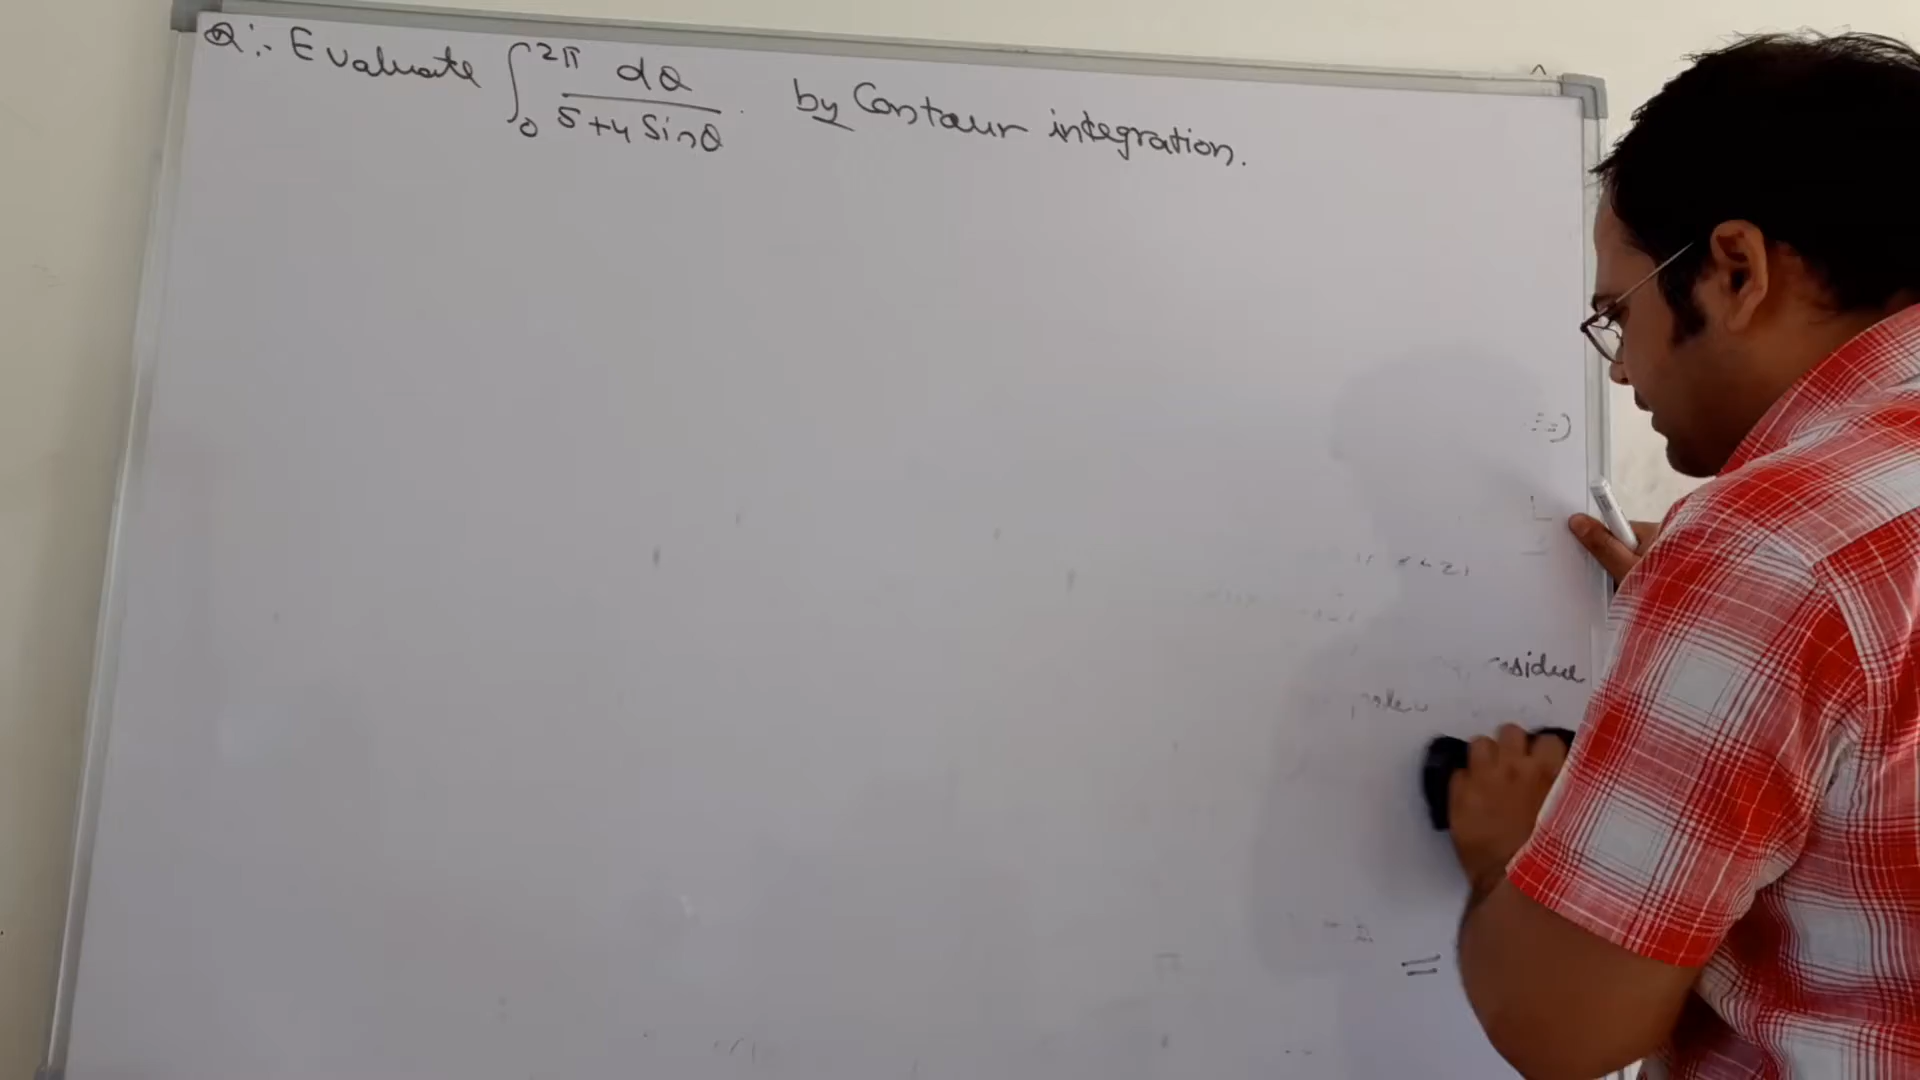 Q:- Evaluate ∫₀^2π dθ / 5+4 Sinθ by Contour integration.
=